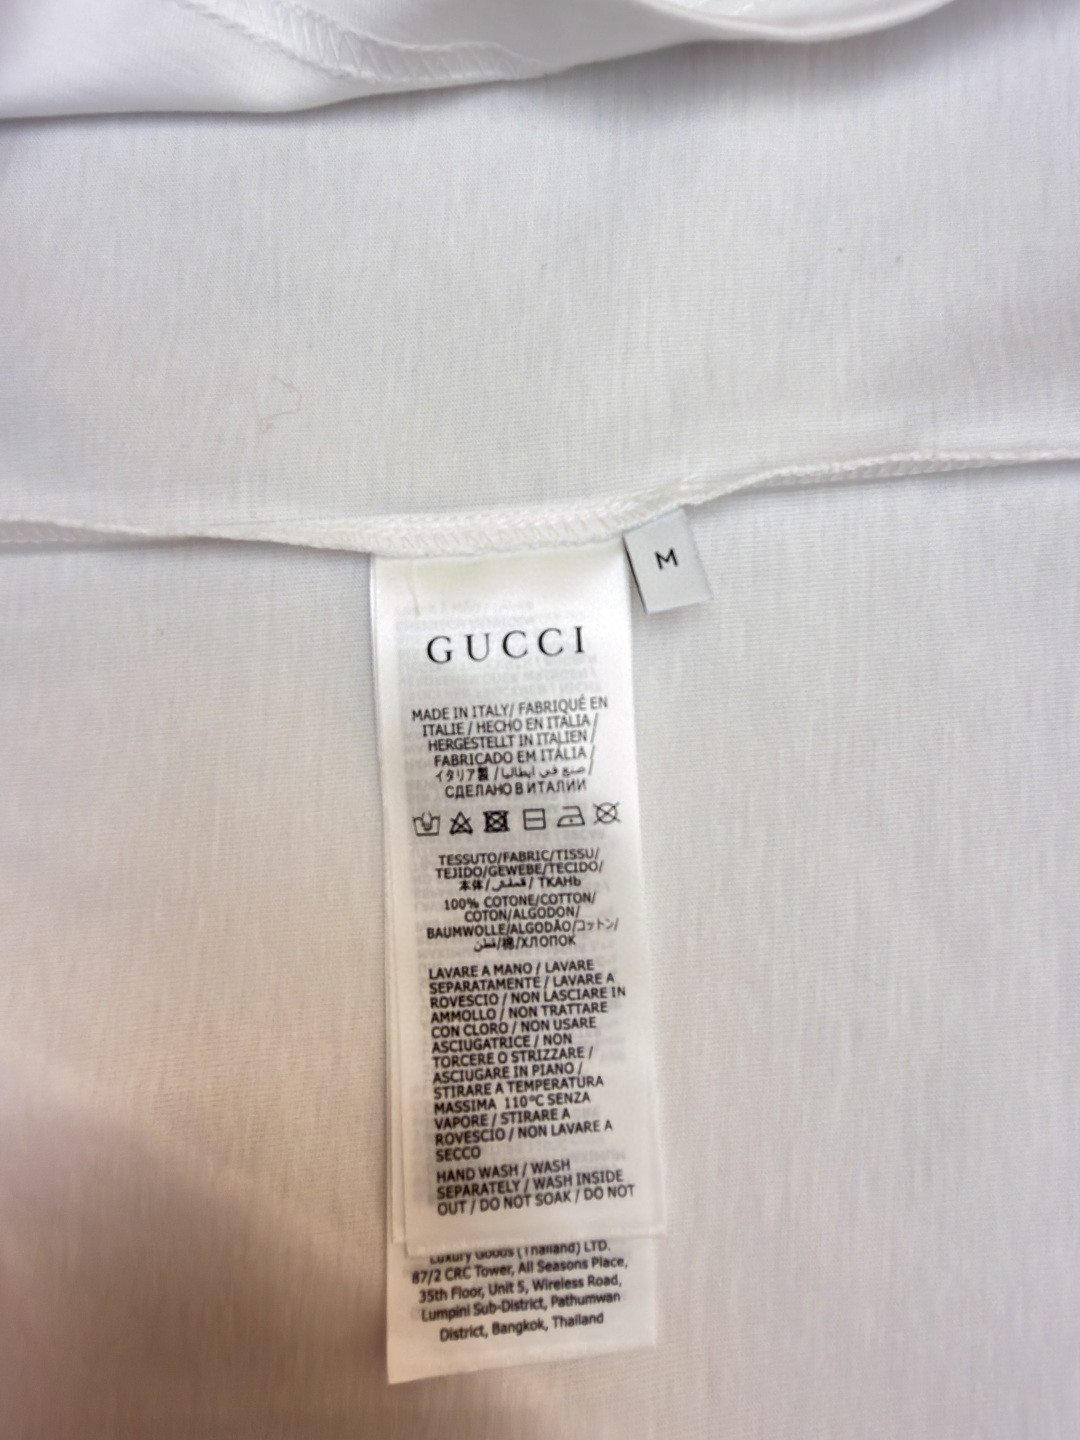 M
GUCCI
MADE IN ITALY/ FABRIQUÉ EN
ITALIE / HECHO EN ITALIA /
HERGESTELLT IN ITALIEN /
FABRICADO EM ITÁLIA /
イタリア製 / صنع في إيطاليا /
СДЕЛАНО В ИТАЛИИ
TESSUTO/FABRIC/TISSU/
TEJIDO/GEWEBE/TECIDO/
本体/ قماش / ТКАНЬ
100% COTONE/COTTON/
COTON/ALGODON/
BAUMWOLLE/ALGODÃO/コットン/
قطن/棉/ХЛОПОК
LAVARE A MANO / LAVARE
SEPARATAMENTE / LAVARE A
ROVESCIO / NON LASCIARE IN
AMMOLLO / NON TRATTARE
CON CLORO / NON USARE
ASCIUGATRICE / NON
TORCERE O STRIZZARE /
ASCIUGARE IN PIANO /
STIRARE A TEMPERATURA
MASSIMA 110°C SENZA
VAPORE / STIRARE A
ROVESCIO / NON LAVARE A
SECCO
HAND WASH / WASH
SEPARATELY / WASH INSIDE
OUT / DO NOT SOAK / DO NOT
Luxury Goods (Thailand) LTD.
87/2 CRC Tower, All Seasons Place,
35th Floor, Unit 5, Wireless Road,
Lumpini Sub-District, Pathumwan
District, Bangkok, Thailand